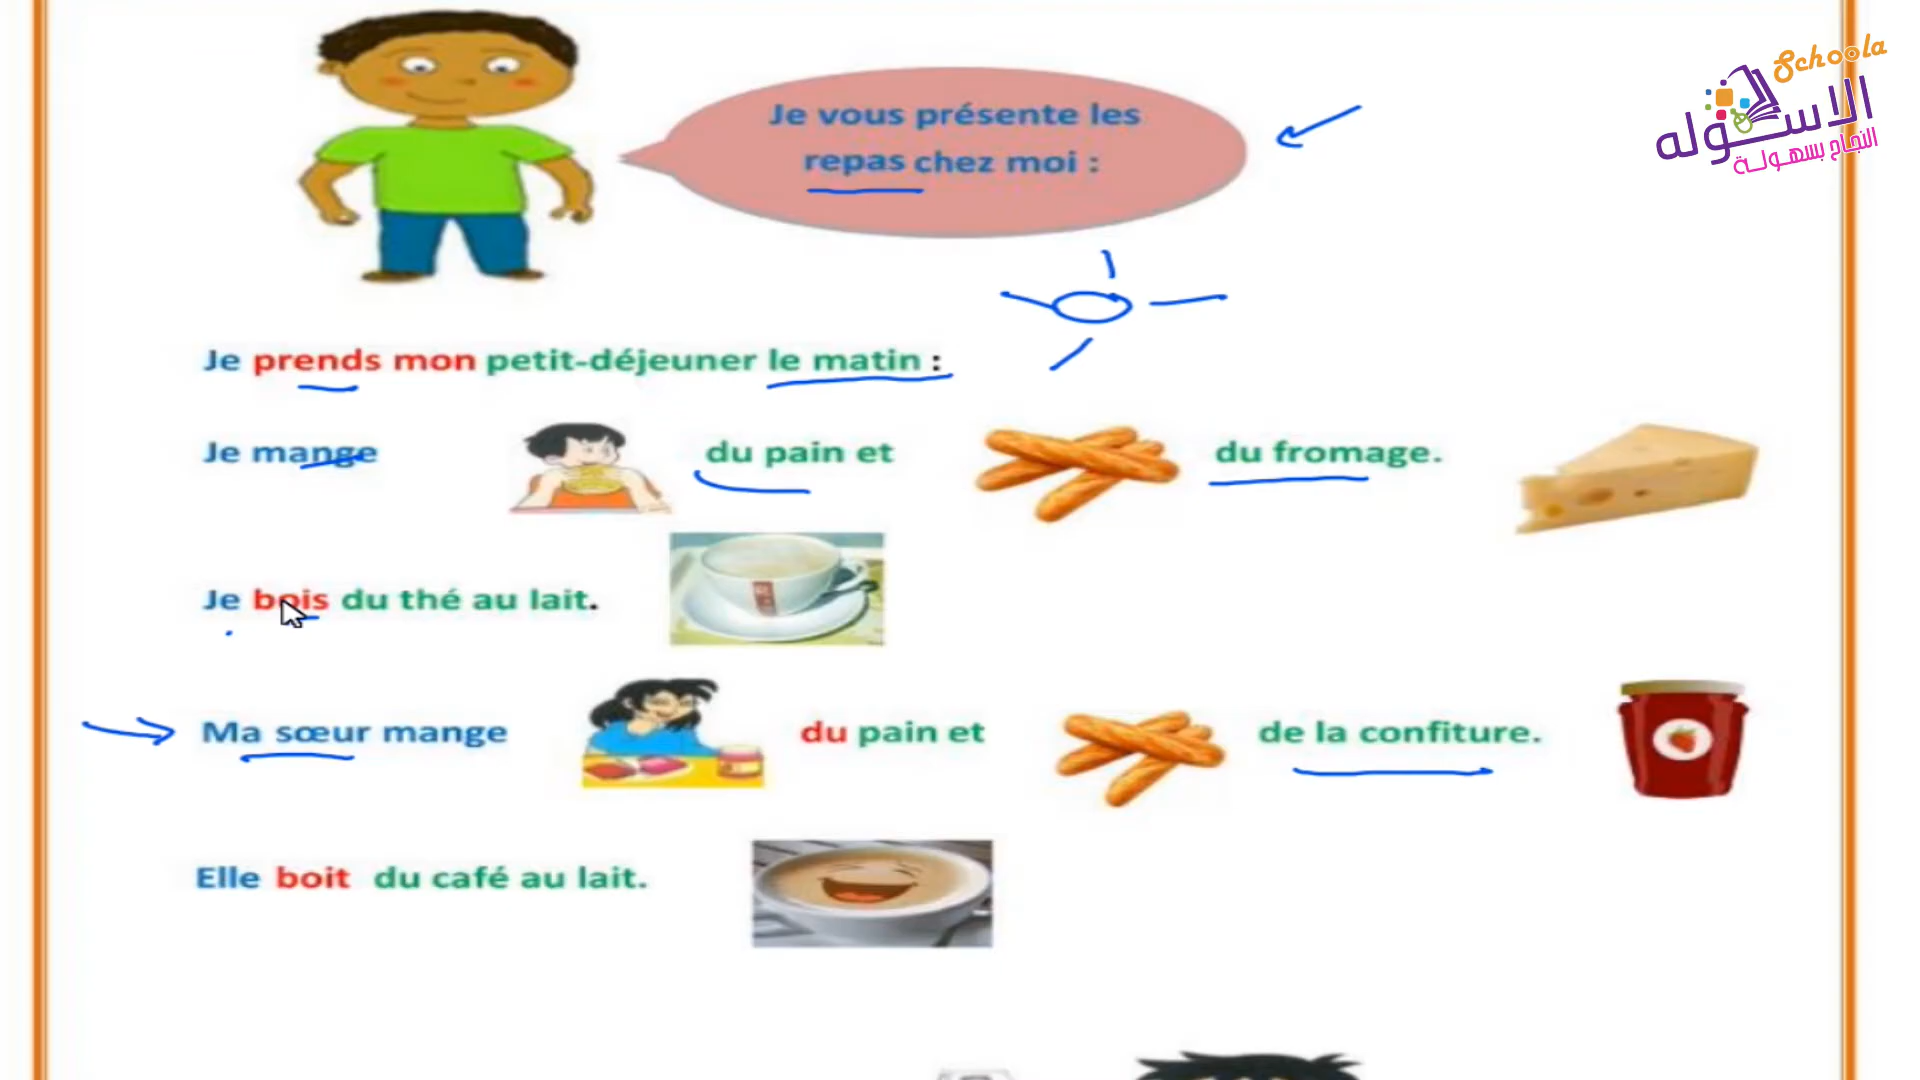 Schoola
الاسكوله
النجاح بسهولة
Je vous présente les
repas chez moi :
Je prends mon petit-déjeuner le matin :
Je mange du pain et du fromage.
Je bois du thé au lait.
Ma sœur mange du pain et de la confiture.
Elle boit du café au lait.